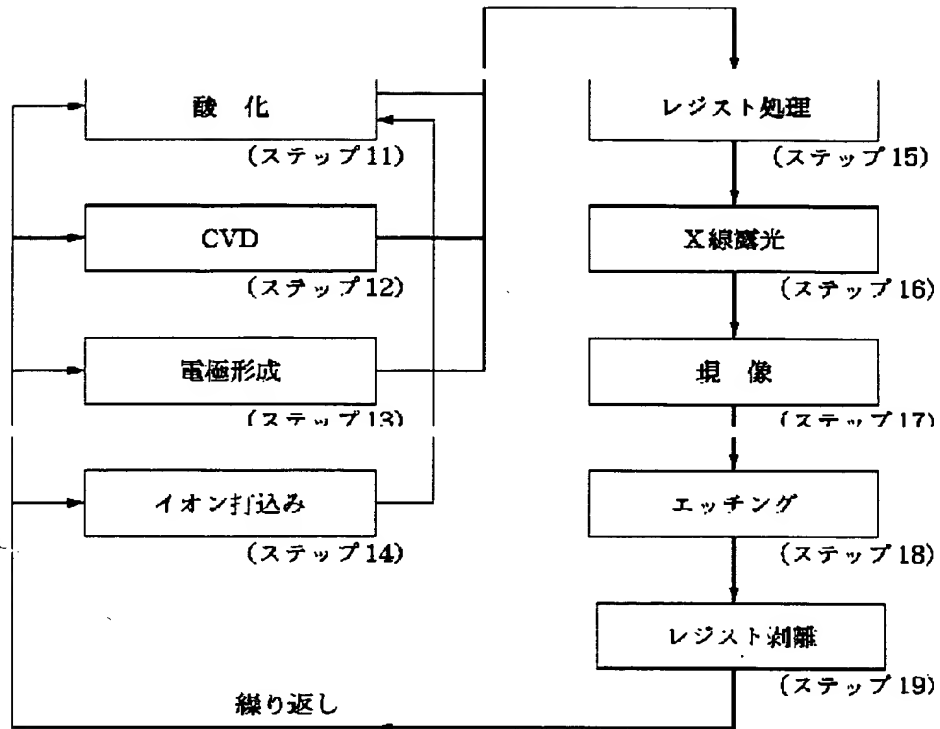 酸 化
(ステップ11)
CVD
(ステップ12)
電極形成
(ステップ13)
イオン打込み
(ステップ14)
レジスト処理
(ステップ15)
X線露光
(ステップ16)
現 像
(ステップ17)
エッチング
(ステップ18)
レジスト剥離
(ステップ19)
繰り返し